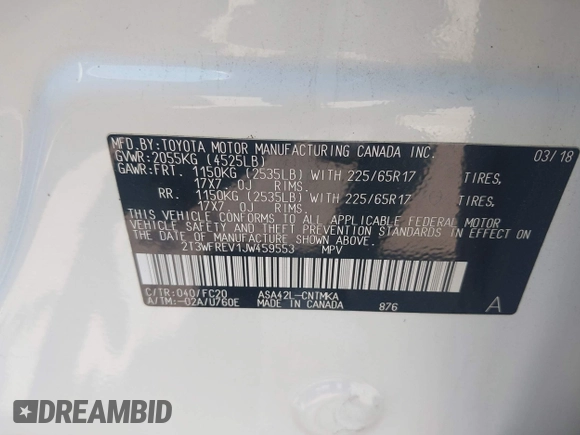 MFD.BY:TOYOTA MOTOR MANUFACTURING CANADA INC. 03/18
GVWR:2055KG (4525LB)
GAWR:FRT. 1150KG (2535LB) WITH 225/65R17 TIRES,
17X7 0J RIMS.
RR. 1150KG (2535LB) WITH 225/65R17 TIRES,
17X7 0J RIMS.
THIS VEHICLE CONFORMS TO ALL APPLICABLE FEDERAL MOTOR
VEHICLE SAFETY AND THEFT PREVENTION STANDARDS IN EFFECT ON
THE DATE OF MANUFACTURE SHOWN ABOVE.
2T3WFREV1JW459553 MPV
C/TR:040/FC20 ASA42L-CNTMKA
A/TM:-02A/U760E MADE IN CANADA 876 A
DREAMBID